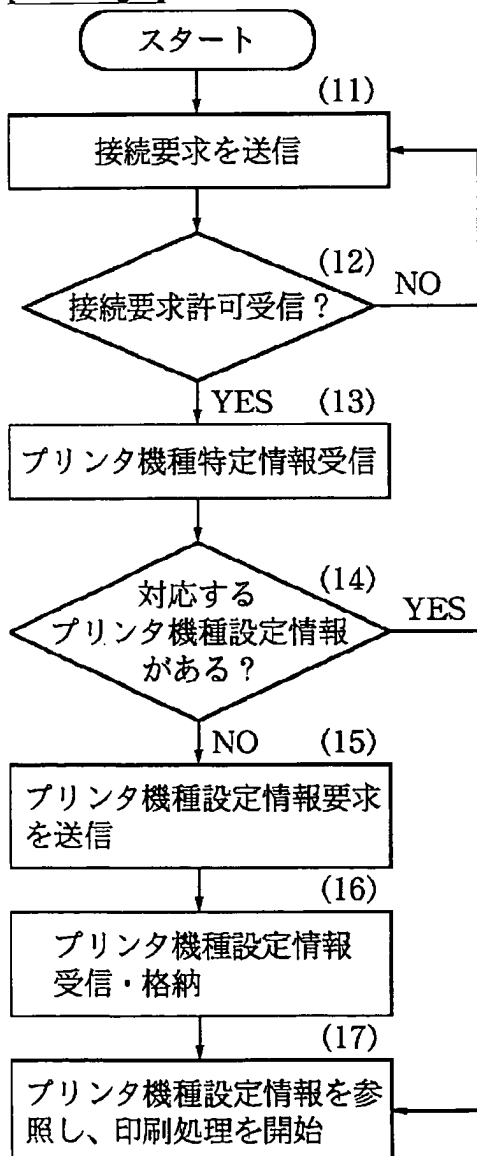 スタート
(11)
接続要求を送信
(12)
接続要求許可受信？
NO
YES
(13)
プリンタ機種特定情報受信
(14)
対応する
プリンタ機種設定情報
がある？
YES
NO
(15)
プリンタ機種設定情報要求
を送信
(16)
プリンタ機種設定情報
受信・格納
(17)
プリンタ機種設定情報を参
照し、印刷処理を開始